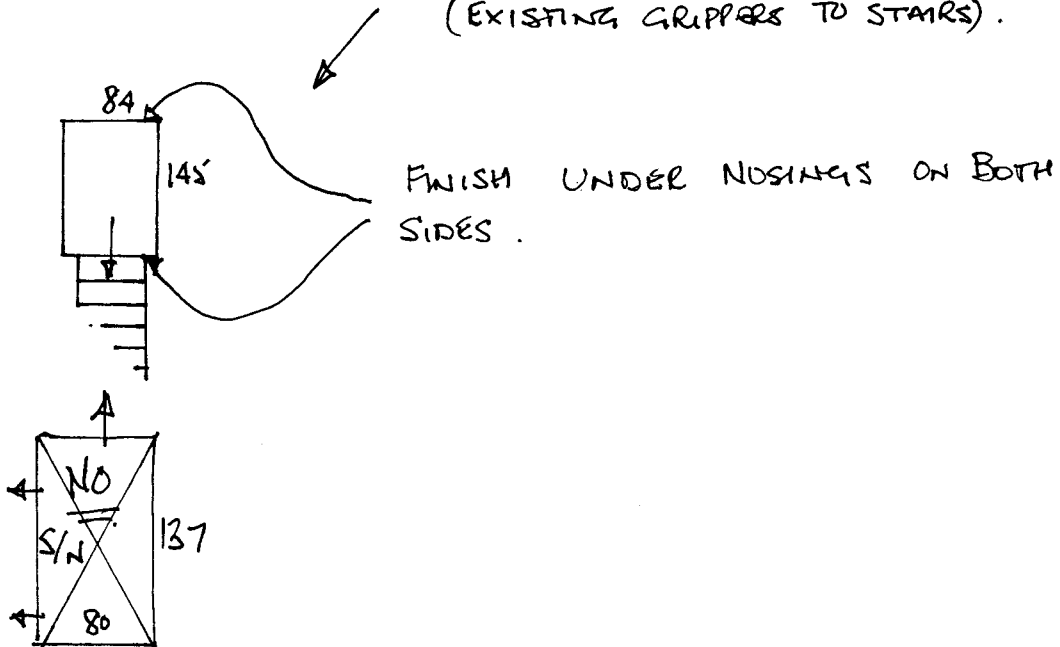 (EXISTING GRIPPERS TO STAIRS).
84
145
FINISH UNDER NOSINGS ON BOTH
SIDES.
NO
S/N
137
80